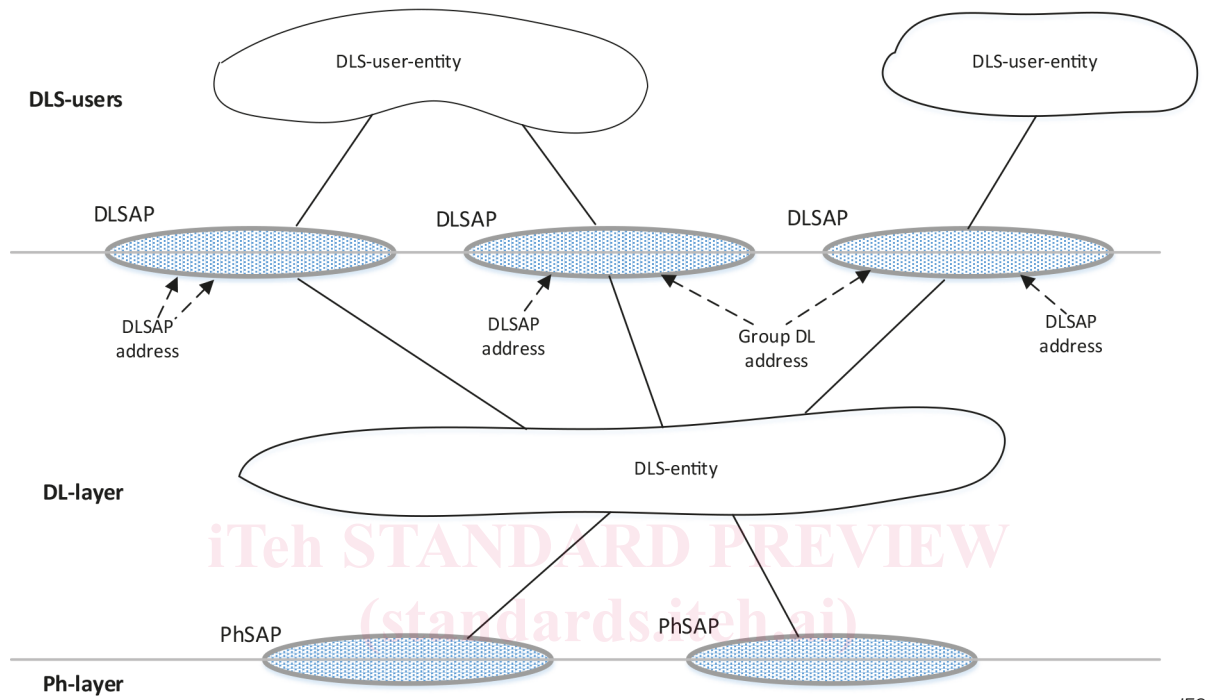 DLS-user-entity
DLS-user-entity
DLS-users
DLSAP
DLSAP
DLSAP
DLSAP
address
DLSAP
address
Group DL
address
DLSAP
address
DLS-entity
DL-layer
iTeh STANDARD PREVIEW
(standards.iteh.ai)
PhSAP
PhSAP
Ph-layer